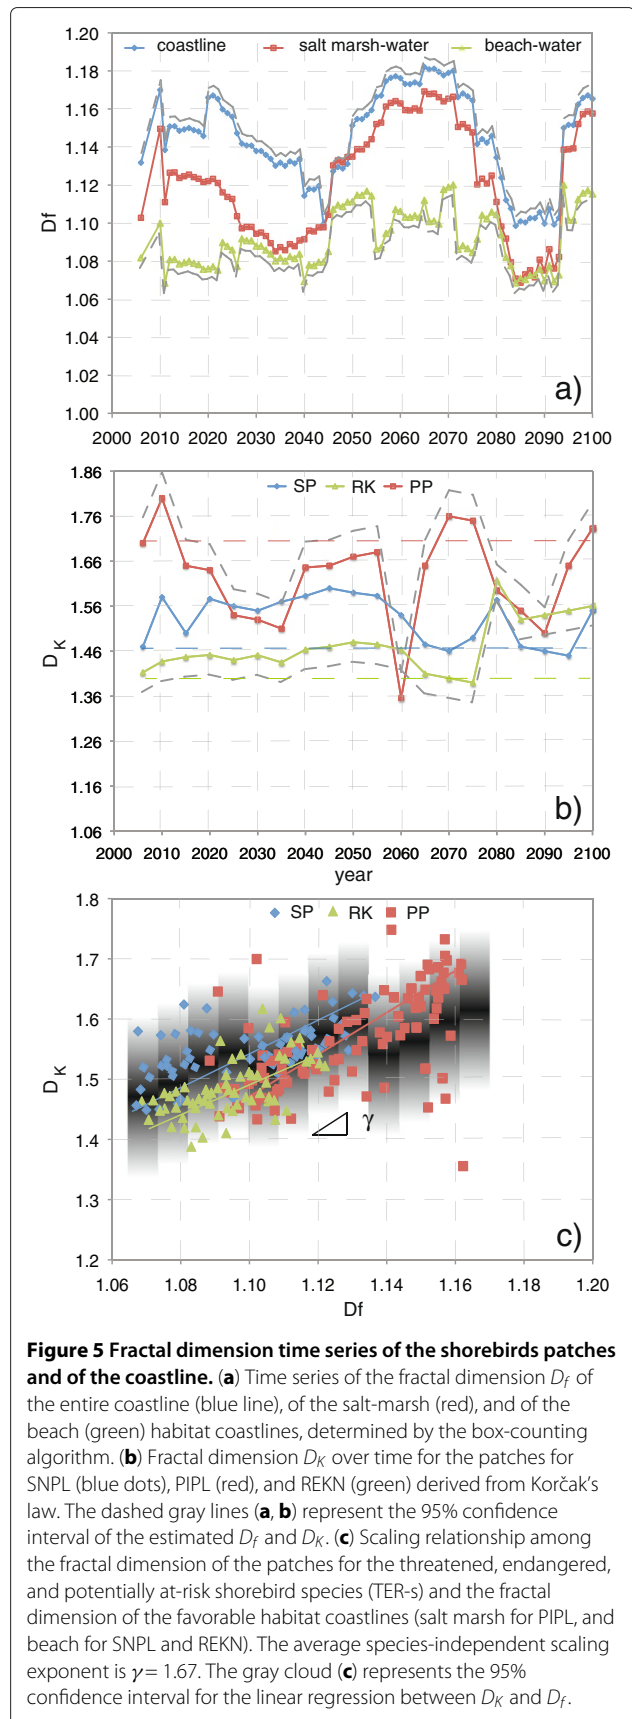 1.20
coastline salt marsh-water beach-water
1.18
1.16
1.14
1.12
1.10
1.08
1.06
1.04
1.02
1.00
Df
a)
2000 2010 2020 2030 2040 2050 2060 2070 2080 2090 2100
1.86
SP RK PP
1.76
1.66
1.56
1.46
1.36
1.26
1.16
1.06
D_K
b)
2000 2010 2020 2030 2040 2050 2060 2070 2080 2090 2100
year
1.8
SP RK PP
1.7
1.6
1.5
1.4
1.3
1.2
D_K
γ
c)
1.06 1.08 1.10 1.12 1.14 1.16 1.18 1.20
Df
Figure 5 Fractal dimension time series of the shorebirds patches
and of the coastline. (a) Time series of the fractal dimension D_f of
the entire coastline (blue line), of the salt-marsh (red), and of the
beach (green) habitat coastlines, determined by the box-counting
algorithm. (b) Fractal dimension D_K over time for the patches for
SNPL (blue dots), PIPL (red), and REKN (green) derived from Korčak's
law. The dashed gray lines (a, b) represent the 95% confidence
interval of the estimated D_f and D_K. (c) Scaling relationship among
the fractal dimension of the patches for the threatened, endangered,
and potentially at-risk shorebird species (TER-s) and the fractal
dimension of the favorable habitat coastlines (salt marsh for PIPL, and
beach for SNPL and REKN). The average species-independent scaling
exponent is γ = 1.67. The gray cloud (c) represents the 95%
confidence interval for the linear regression between D_K and D_f.